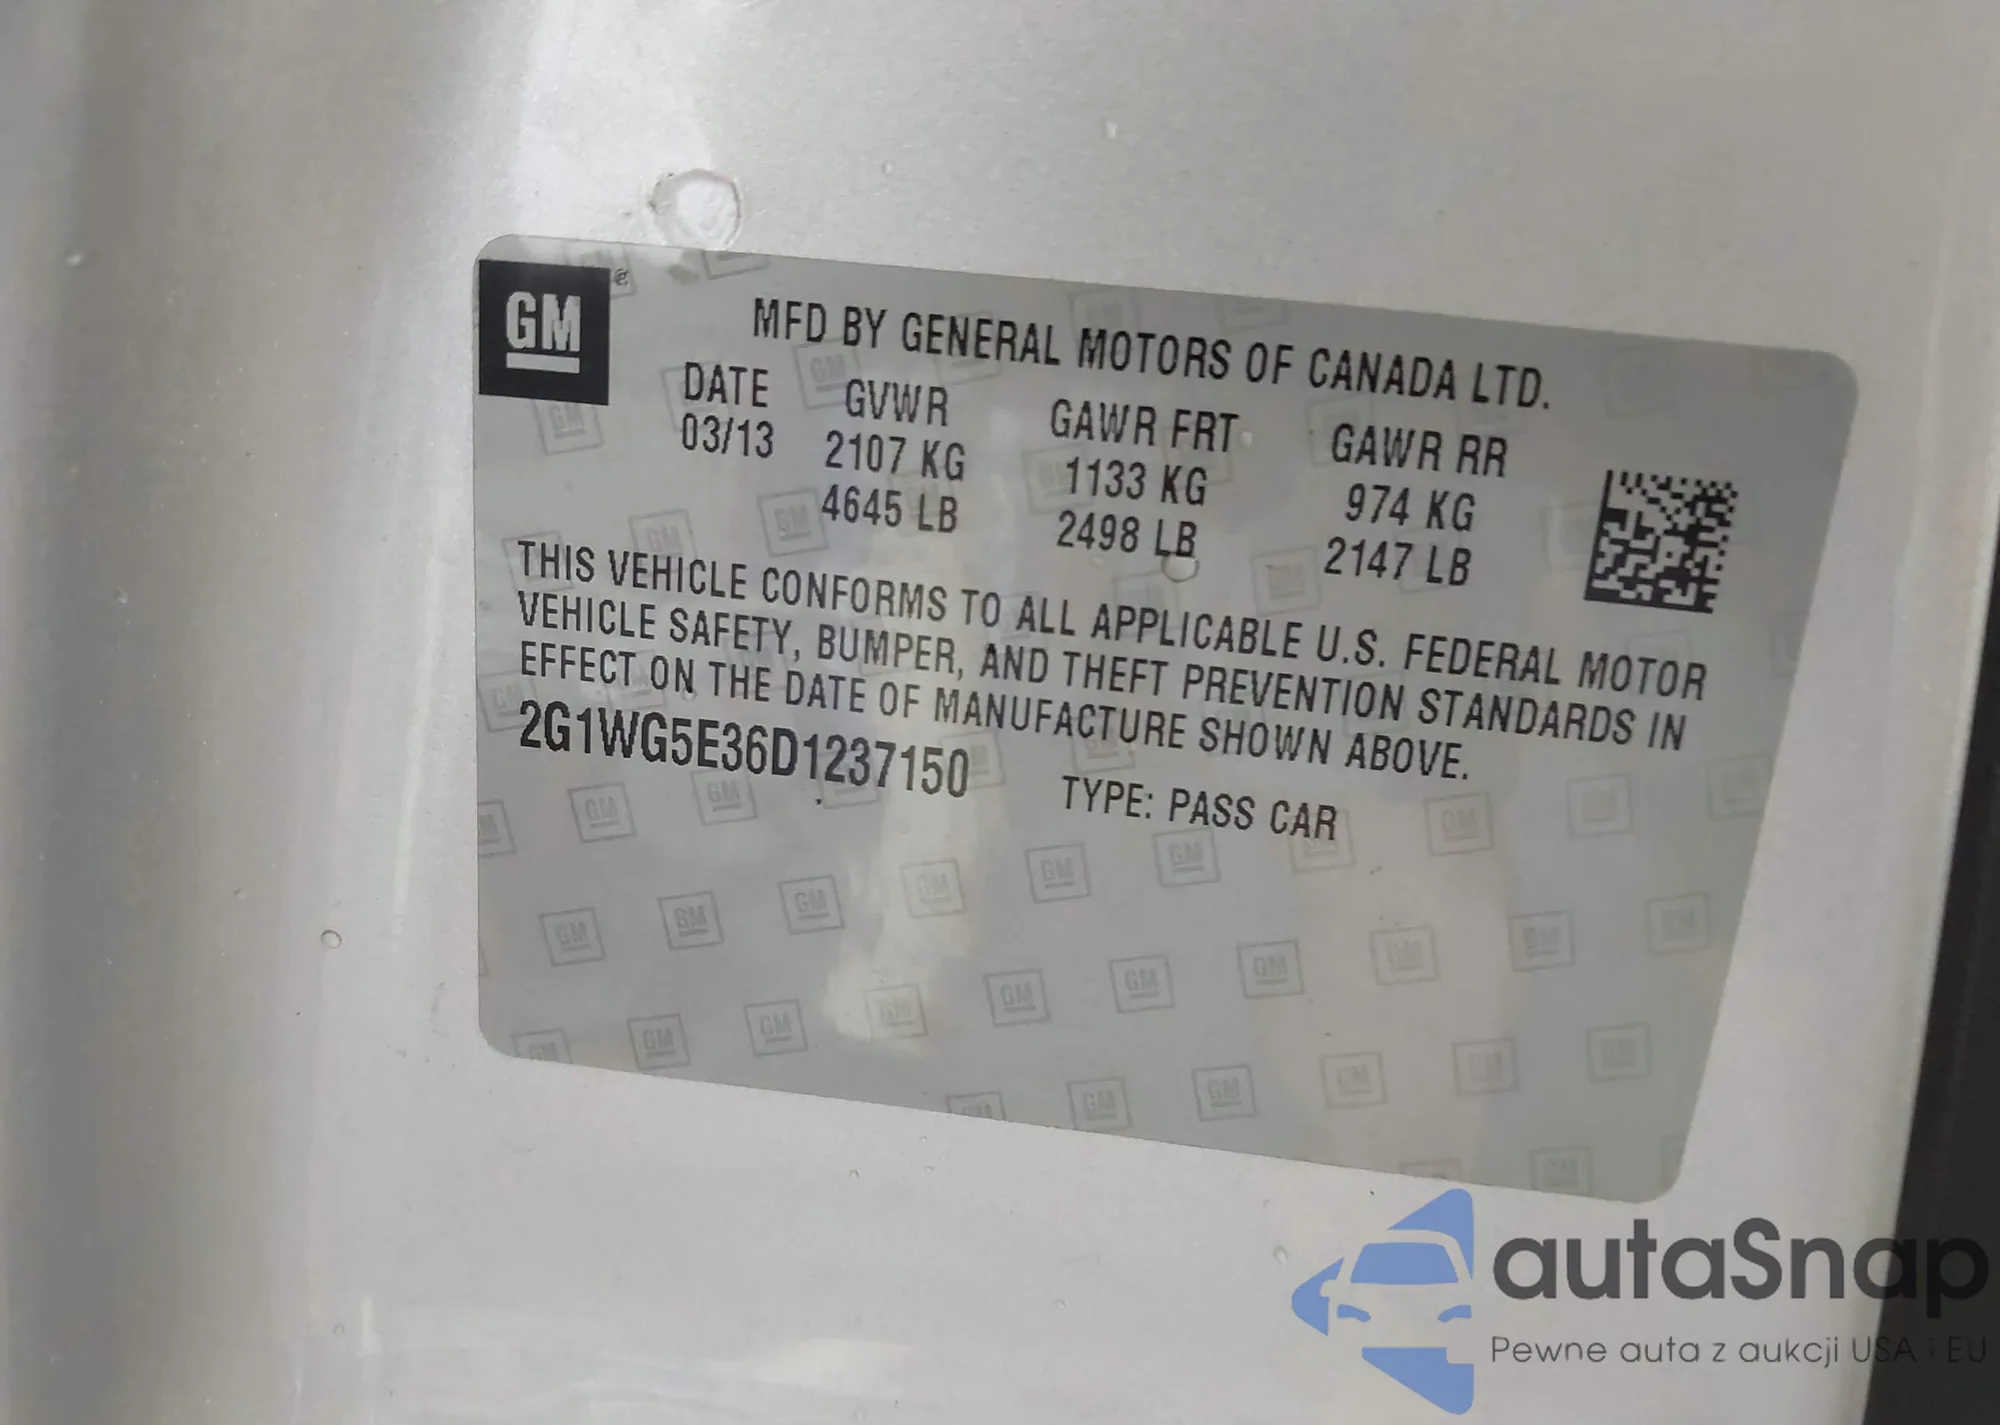 GM
MFD BY GENERAL MOTORS OF CANADA LTD.
DATE GVWR GAWR FRT GAWR RR
03/13 2107 KG 1133 KG 974 KG
4645 LB 2498 LB 2147 LB
THIS VEHICLE CONFORMS TO ALL APPLICABLE U.S. FEDERAL MOTOR
VEHICLE SAFETY, BUMPER, AND THEFT PREVENTION STANDARDS IN
EFFECT ON THE DATE OF MANUFACTURE SHOWN ABOVE.
2G1WG5E36D1237150 TYPE: PASS CAR
autaSnap
Pewne auta z aukcji USA i EU